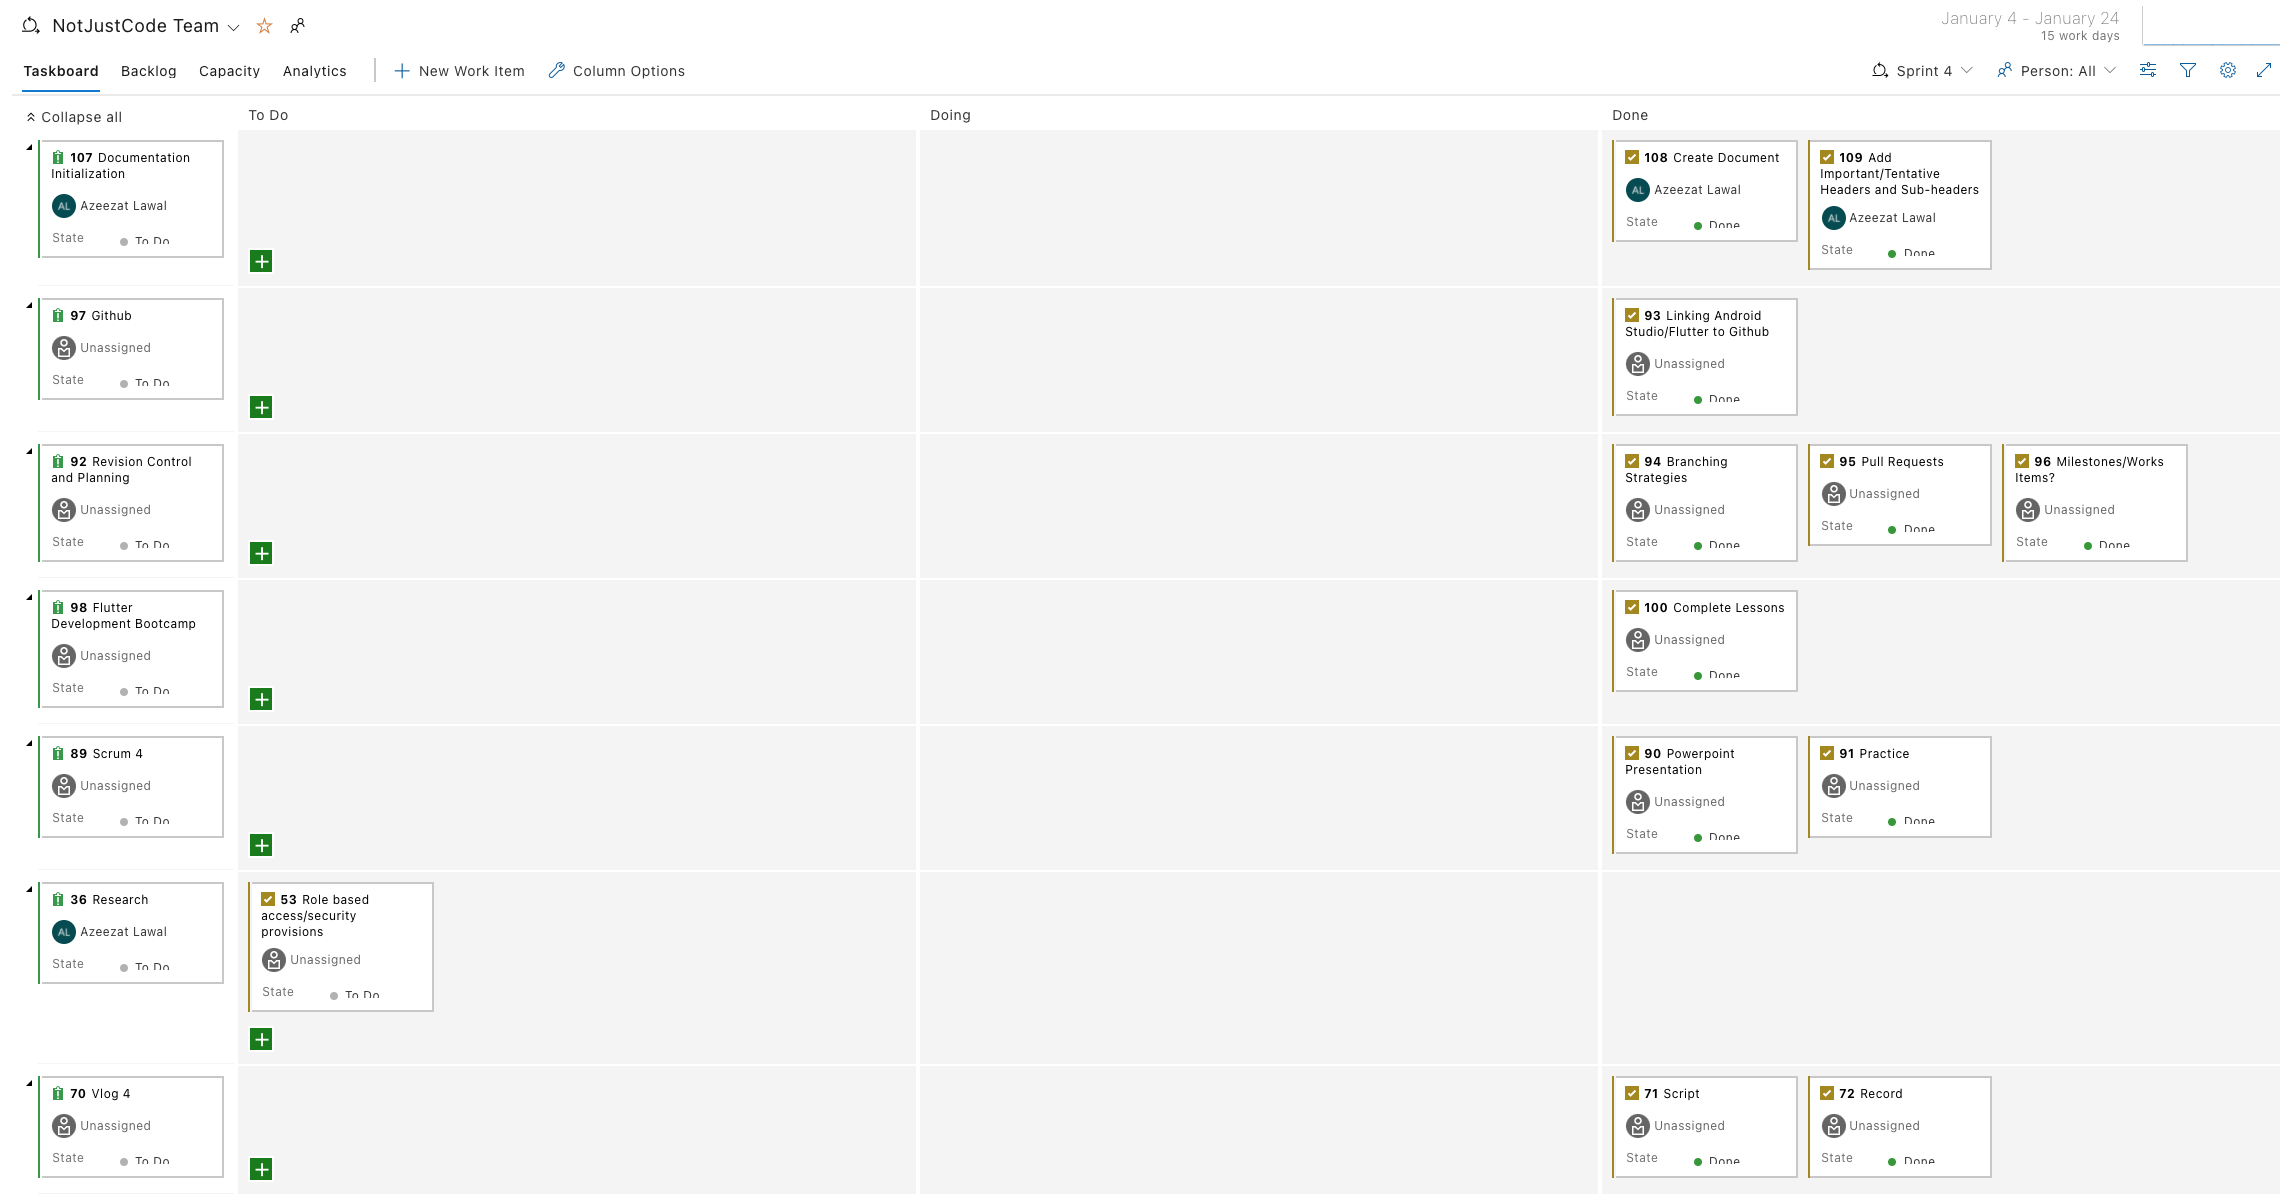 NotJustCode Team
January 4 - January 24
15 work days
Taskboard Backlog Capacity Analytics New Work Item Column Options Sprint 4 Person: All
Collapse all To Do Doing Done
107 Documentation
Initialization
AL Azeezat Lawal
State To Do
108 Create Document
AL Azeezat Lawal
State Done
109 Add
Important/Tentative
Headers and Sub-headers
AL Azeezat Lawal
State Done
97 Github
Unassigned
State To Do
93 Linking Android
Studio/Flutter to Github
Unassigned
State Done
92 Revision Control
and Planning
Unassigned
State To Do
94 Branching
Strategies
Unassigned
State Done
95 Pull Requests
Unassigned
State Done
96 Milestones/Works
Items?
Unassigned
State Done
98 Flutter
Development Bootcamp
Unassigned
State To Do
100 Complete Lessons
Unassigned
State Done
89 Scrum 4
Unassigned
State To Do
90 Powerpoint
Presentation
Unassigned
State Done
91 Practice
Unassigned
State Done
36 Research
AL Azeezat Lawal
State To Do
53 Role based
access/security
provisions
Unassigned
State To Do
70 Vlog 4
Unassigned
State To Do
71 Script
Unassigned
State Done
72 Record
Unassigned
State Done